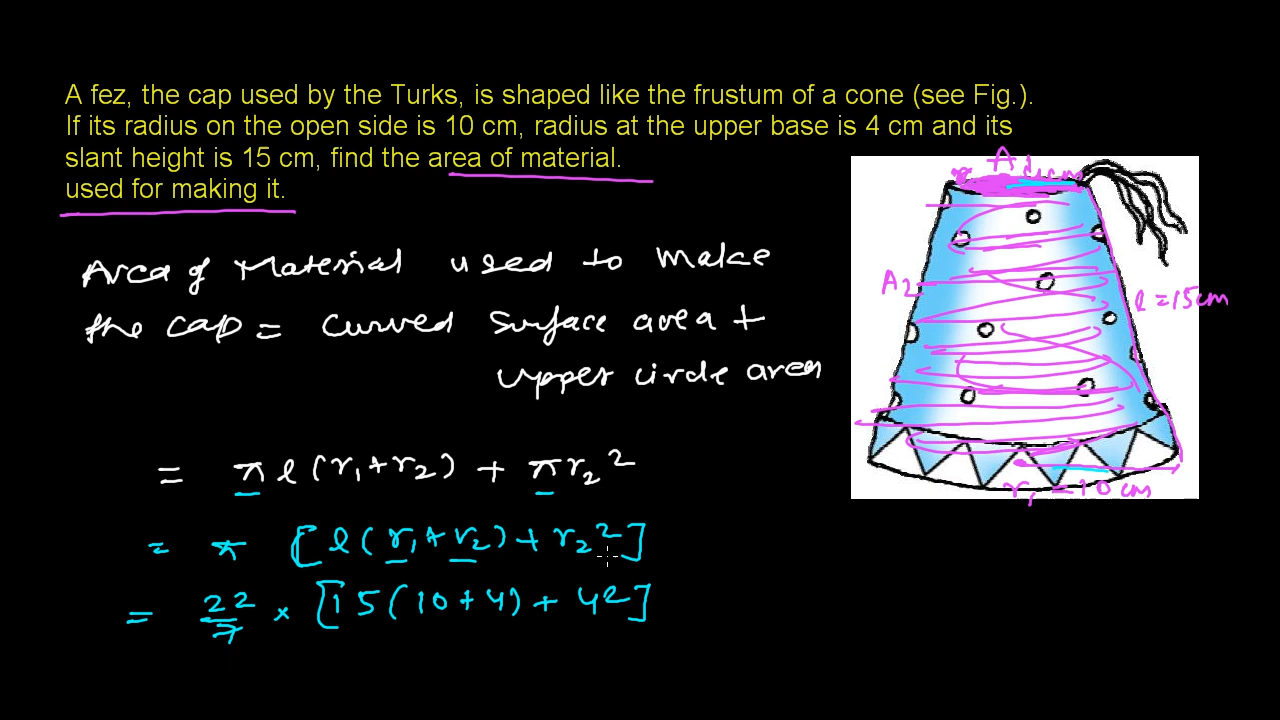 A fez, the cap used by the Turks, is shaped like the frustum of a cone (see Fig.).
If its radius on the open side is 10 cm, radius at the upper base is 4 cm and its
slant height is 15 cm, find the area of material.
used for making it.
Area of Material used to make
the cap = curved surface area +
upper circle area
= π l (r₁+r₂) + πr₂²
= π [l(r₁+r₂)+r₂²]
= 22/7 × [15(10+4)+4²]
A₁
A₂
l=15cm
r₁=10cm